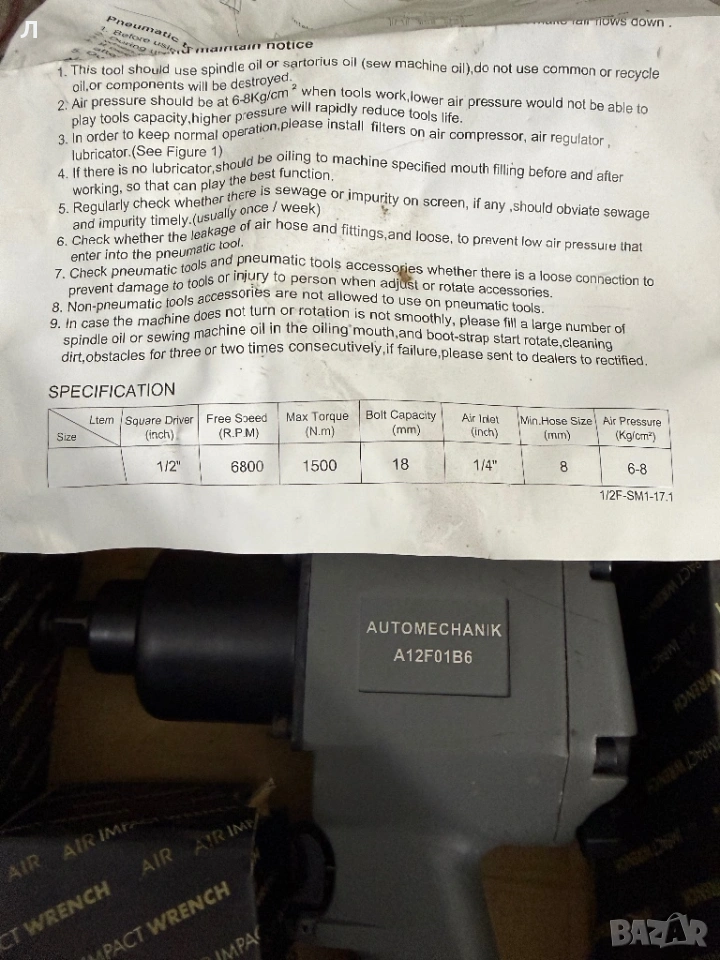 Л
Pneumatic
flows down .
1. Before
2. During
maintain notice
1. This tool should use spindle oil or sartorius oil (sew machine oil),do not use common or recycle
oil,or components will be destroyed.
2. Air pressure should be at 6-8Kg/cm² when tools work,lower air pressure would not be able to
play tools capacity,higher pressure will rapidly reduce tools life.
3. In order to keep normal operation,please install filters on air compressor, air regulator ,
lubricator.(See Figure 1)
4. If there is no lubricator,should be oiling to machine specified mouth filling before and after
working, so that can play the best function.
5. Regularly check whether there is sewage or impurity on screen, if any ,should obviate sewage
and impurity timely.(usually once / week)
6. Check whether the leakage of air hose and fittings,and loose, to prevent low air pressure that
enter into the pneumatic tool.
7. Check pneumatic tools and pneumatic tools accessories whether there is a loose connection to
prevent damage to tools or injury to person when adjust or rotate accessories.
8. Non-pneumatic tools accessories are not allowed to use on pneumatic tools.
9. In case the machine does not turn or rotation is not smoothly, please fill a large number of
spindle oil or sewing machine oil in the oiling mouth,and boot-strap start rotate,cleaning
dirt,obstacles for three or two times consecutively,if failure,please sent to dealers to rectified.
SPECIFICATION
Ltem Square Driver Free Speed Max Torque Bolt Capacity Air Inlet Min.Hose Size Air Pressure
Size (inch) (R.P.M) (N.m) (mm) (inch) (mm) (Kg/cm²)
1/2" 6800 1500 18 1/4" 8 6-8
1/2F-SM1-17.1
AUTOMECHANIK
A12F01B6
AIR AIR IMPA AIR AIR IMPA
CT WRENCH
IMPACT WRENCH
AIR IMPAC
BAZAR